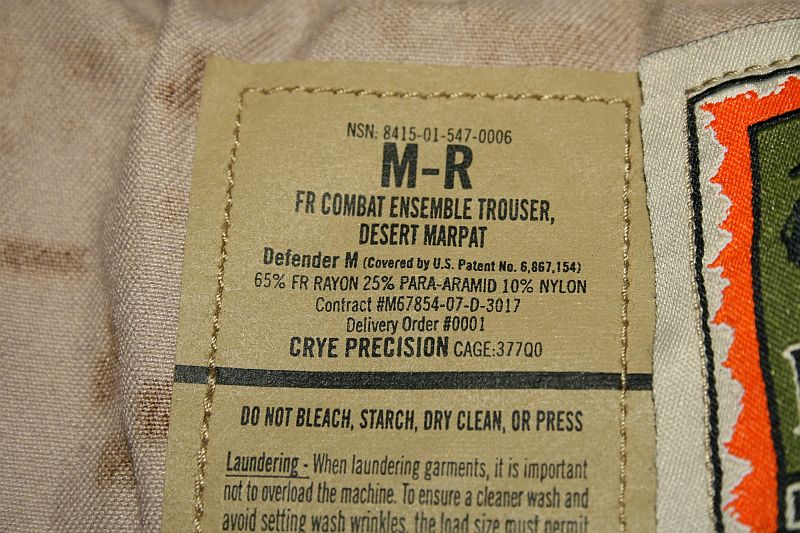 NSN: 8415-01-547-0006
M-R
FR COMBAT ENSEMBLE TROUSER,
DESERT MARPAT
Defender M (Covered by U.S. Patent No. 6,867,154)
65% FR RAYON 25% PARA-ARAMID 10% NYLON
Contract #M67854-07-D-3017
Delivery Order #0001
CRYE PRECISION CAGE:377Q0
DO NOT BLEACH, STARCH, DRY CLEAN, OR PRESS
Laundering - When laundering garments, it is important
not to overload the machine. To ensure a cleaner wash and
avoid setting wash wrinkles, the load size must permit